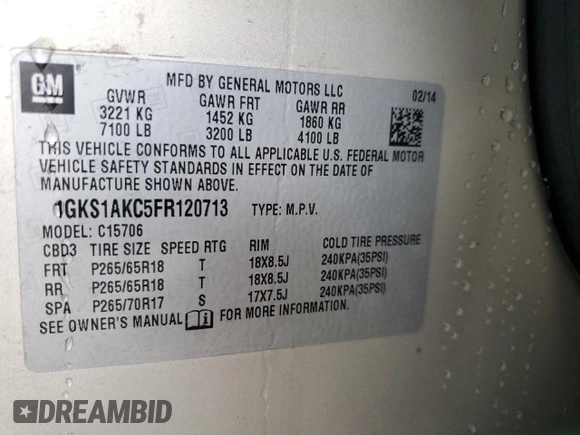 GM
MFD BY GENERAL MOTORS LLC
02/14
GVWR GAWR FRT GAWR RR
3221 KG 1452 KG 1860 KG
7100 LB 3200 LB 4100 LB
THIS VEHICLE CONFORMS TO ALL APPLICABLE U.S. FEDERAL MOTOR
VEHICLE SAFETY STANDARDS IN EFFECT ON THE DATE OF
MANUFACTURE SHOWN ABOVE.
1GKS1AKC5FR120713 TYPE: M.P.V.
MODEL: C15706
CBD3 TIRE SIZE SPEED RTG RIM COLD TIRE PRESSURE
FRT P265/65R18 T 18X8.5J 240KPA(35PSI)
RR P265/65R18 T 18X8.5J 240KPA(35PSI)
SPA P265/70R17 S 17X7.5J 240KPA(35PSI)
SEE OWNER'S MANUAL FOR MORE INFORMATION.
DREAMBID